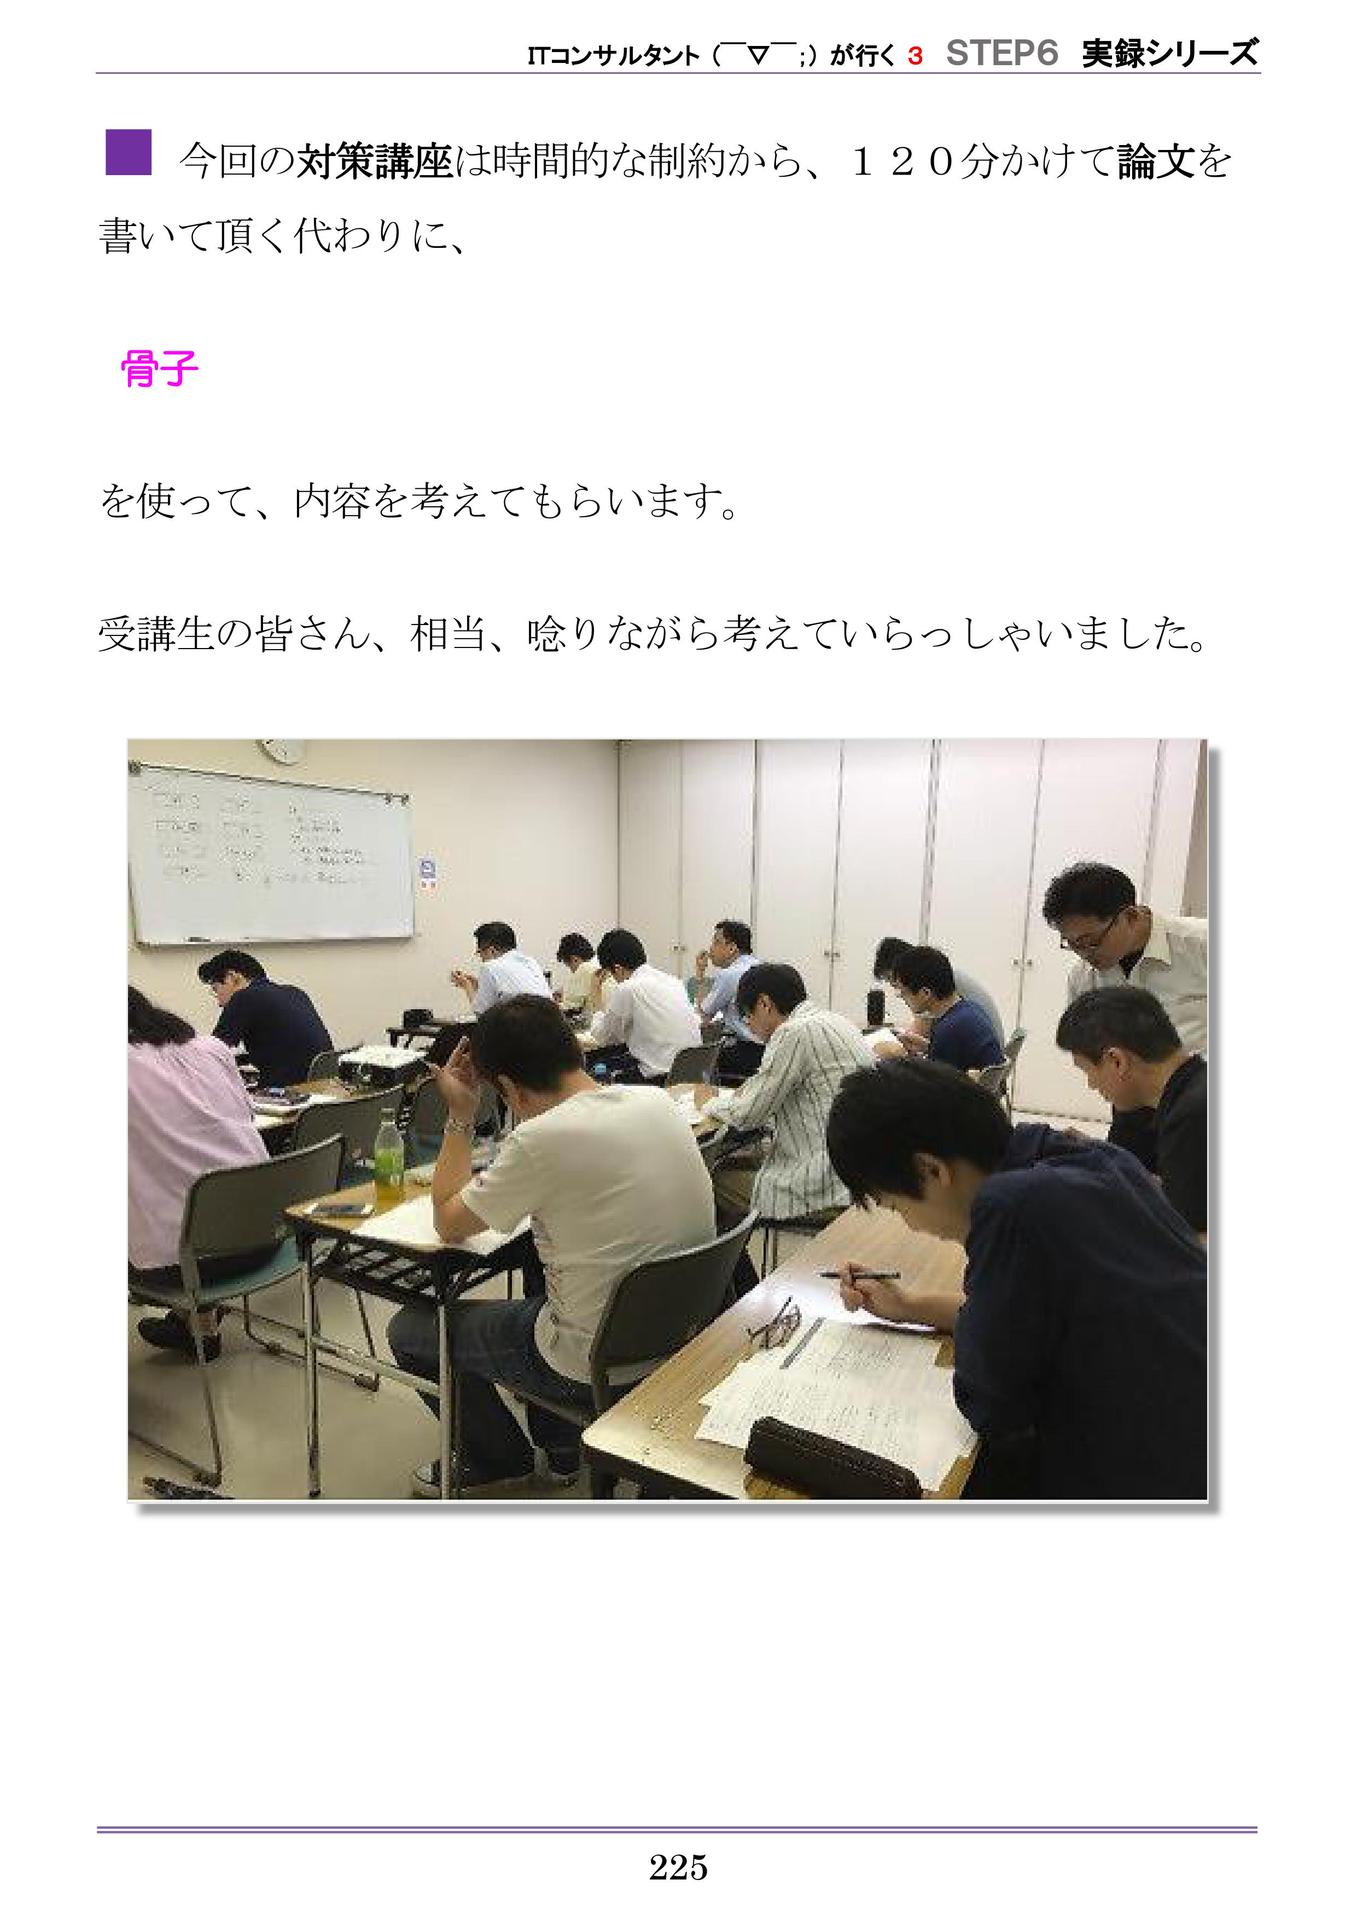 ITコンサルタント（￣▽￣;）が行く 3 STEP6 実録シリーズ
■ 今回の対策講座は時間的な制約から、１２０分かけて論文を
書いて頂く代わりに、
骨子
を使って、内容を考えてもらいます。
受講生の皆さん、相当、唸りながら考えていらっしゃいました。
225